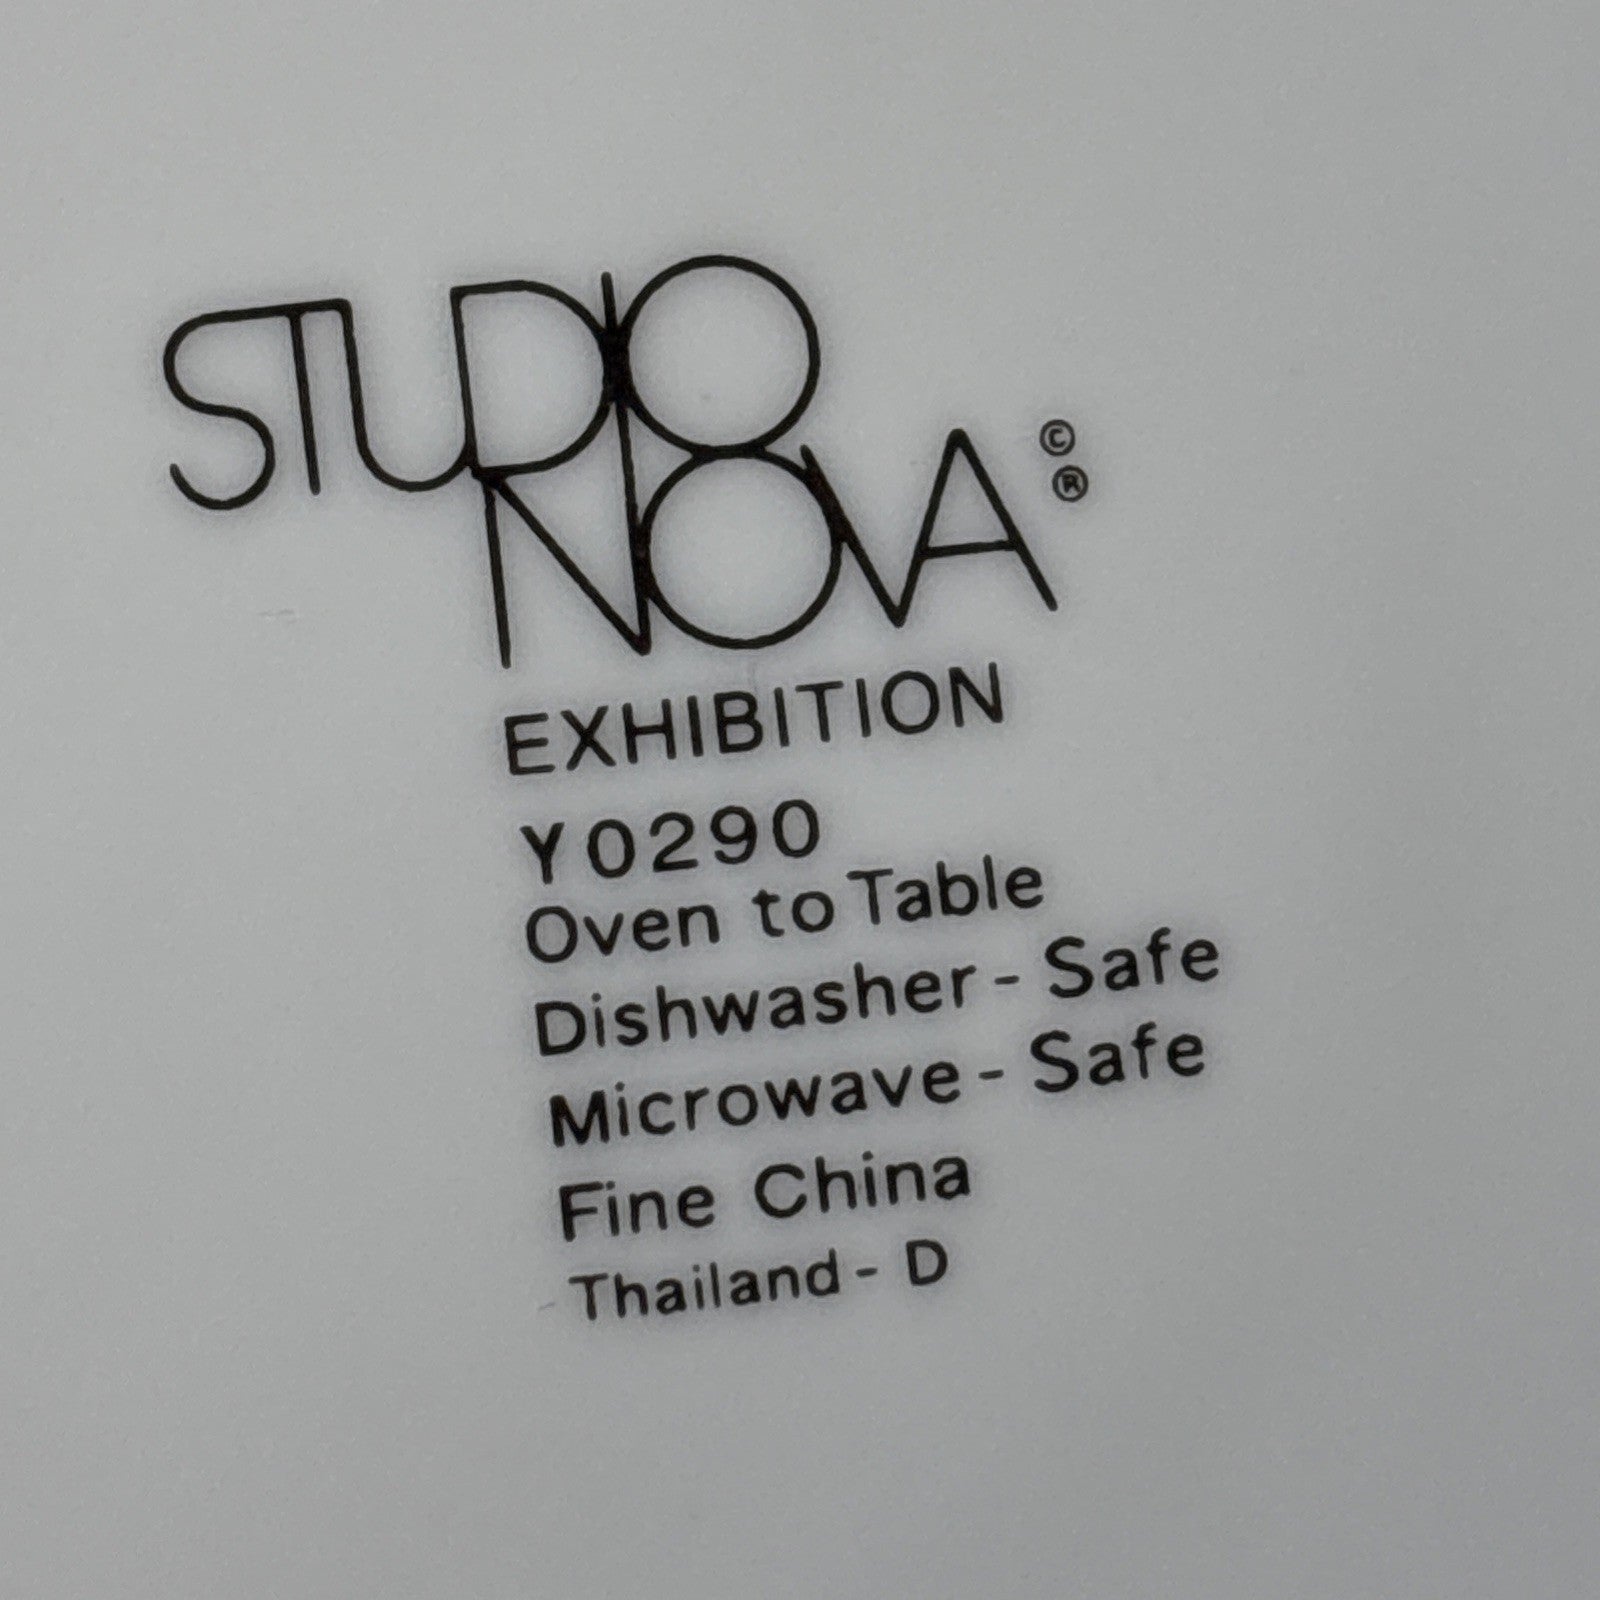 STUDIO
NOVA © ®
EXHIBITION
Y0290
Oven to Table
Dishwasher - Safe
Microwave - Safe
Fine China
Thailand - D